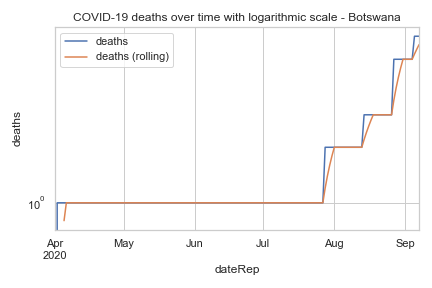 COVID-19 deaths over time with logarithmic scale - Botswana
deaths
deaths (rolling)
deaths
10⁰
Apr
2020
May
Jun
Jul
Aug
Sep
dateRep